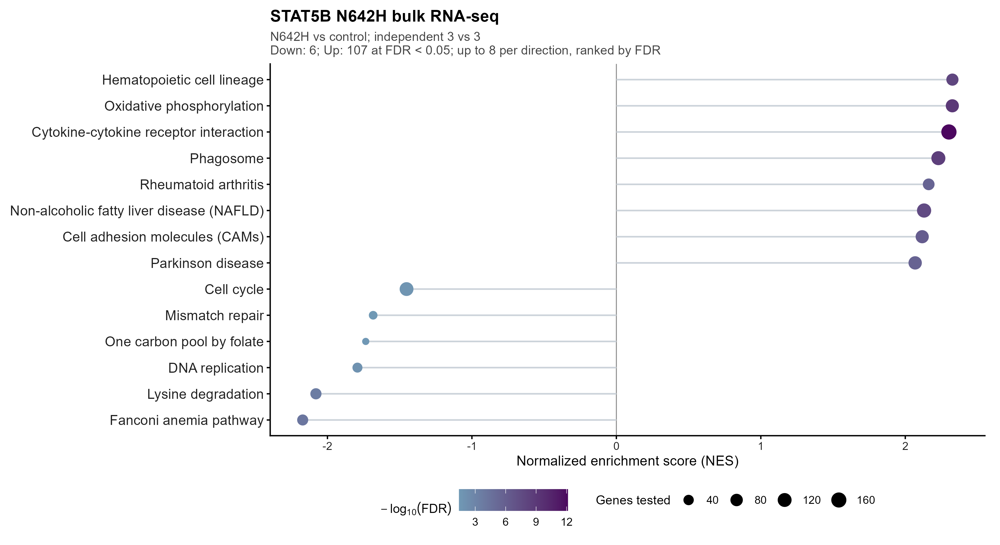 STAT5B N642H bulk RNA-seq
N642H vs control; independent 3 vs 3
Down: 6; Up: 107 at FDR < 0.05; up to 8 per direction, ranked by FDR
Hematopoietic cell lineage
Oxidative phosphorylation
Cytokine-cytokine receptor interaction
Phagosome
Rheumatoid arthritis
Non-alcoholic fatty liver disease (NAFLD)
Cell adhesion molecules (CAMs)
Parkinson disease
Cell cycle
Mismatch repair
One carbon pool by folate
DNA replication
Lysine degradation
Fanconi anemia pathway
-2 -1 0 1 2
Normalized enrichment score (NES)
− log₁₀(FDR)
3 6 9 12
Genes tested 40 80 120 160